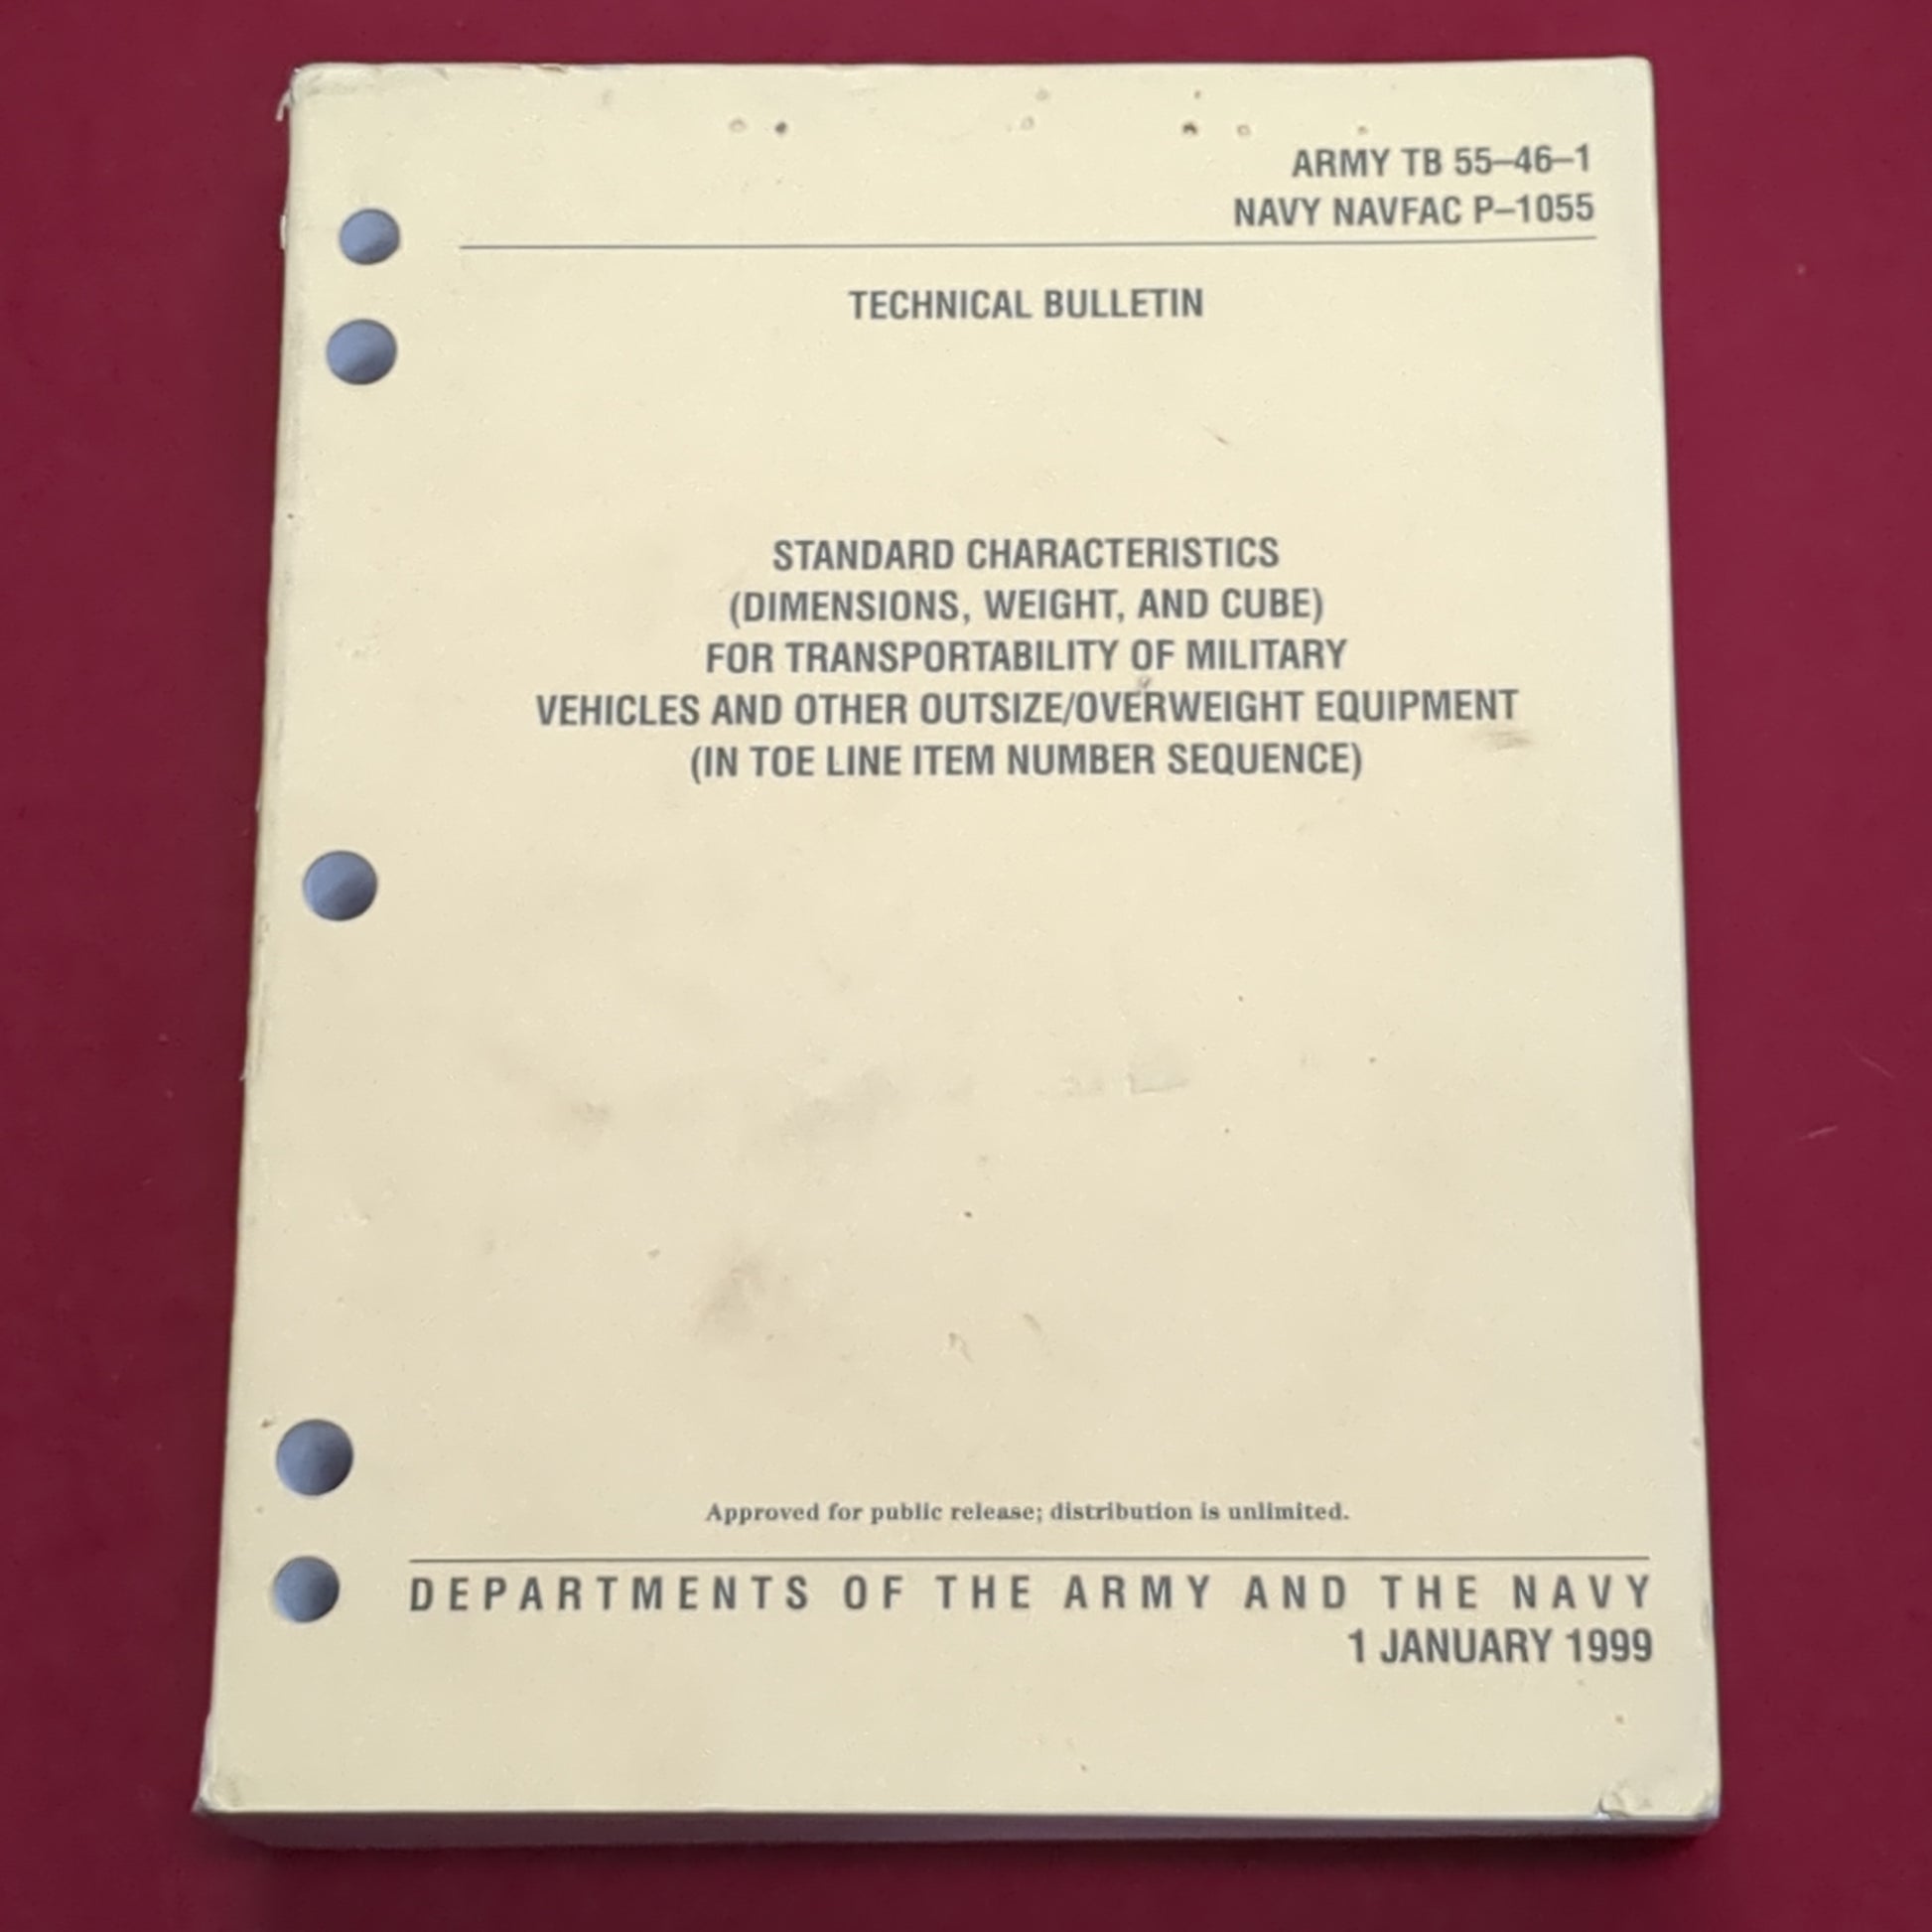 ARMY TB 55–46–1
NAVY NAVFAC P–1055
TECHNICAL BULLETIN
STANDARD CHARACTERISTICS
(DIMENSIONS, WEIGHT, AND CUBE)
FOR TRANSPORTABILITY OF MILITARY
VEHICLES AND OTHER OUTSIZE/OVERWEIGHT EQUIPMENT
(IN TOE LINE ITEM NUMBER SEQUENCE)
Approved for public release; distribution is unlimited.
DEPARTMENTS OF THE ARMY AND THE NAVY
1 JANUARY 1999